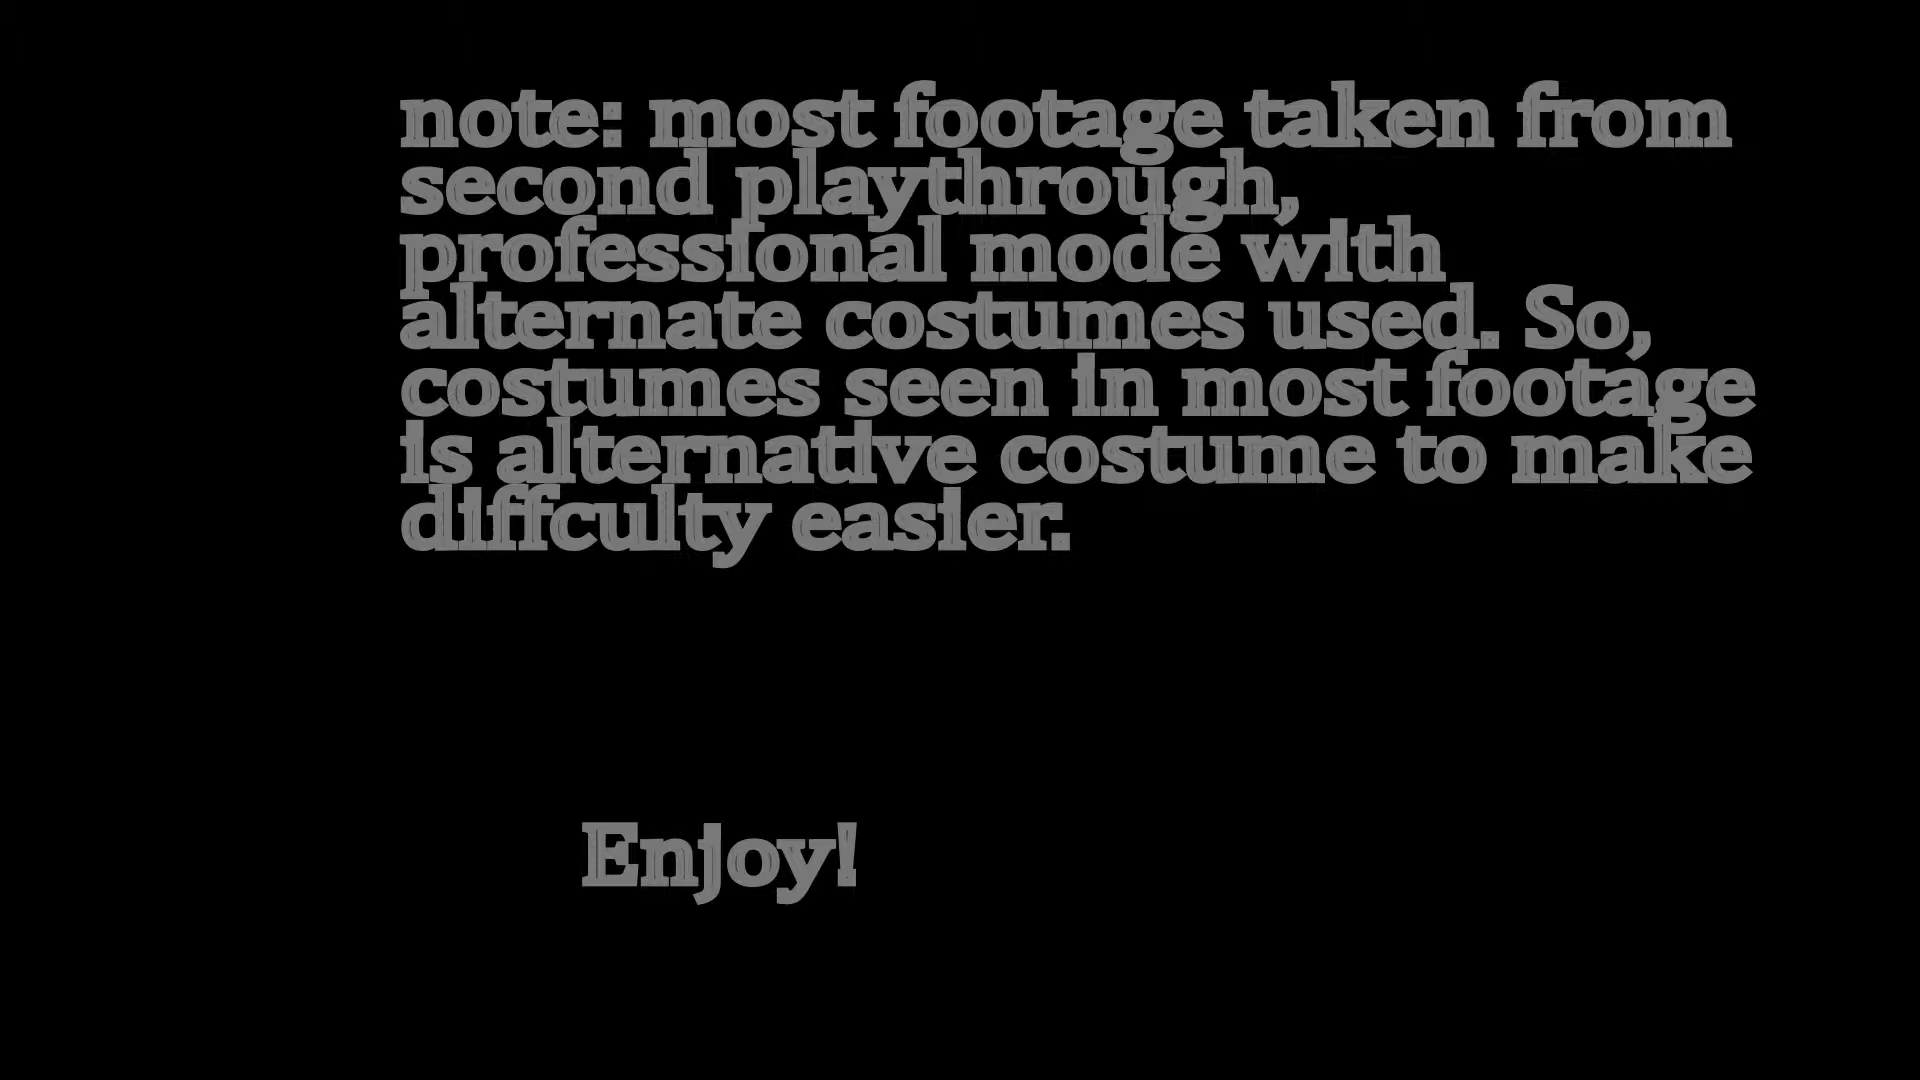 note: most footage taken from
second playthrough,
professional mode with
alternate costumes used. So,
costumes seen in most footage
is alternative costume to make
diffculty easier.
Enjoy!